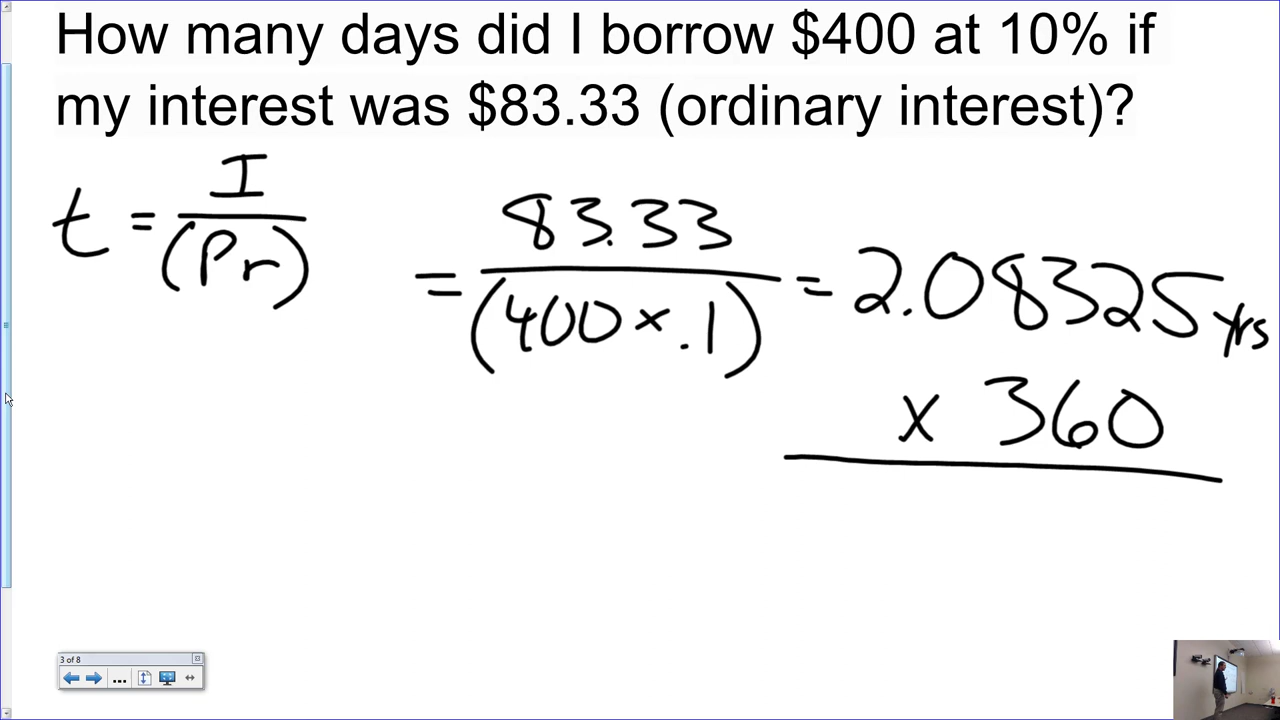 How many days did I borrow $400 at 10% if
my interest was $83.33 (ordinary interest)?
t = I / (Pr)
= 83.33 / (400 x .1) = 2.08325 yrs
x 360
3 of 8
...